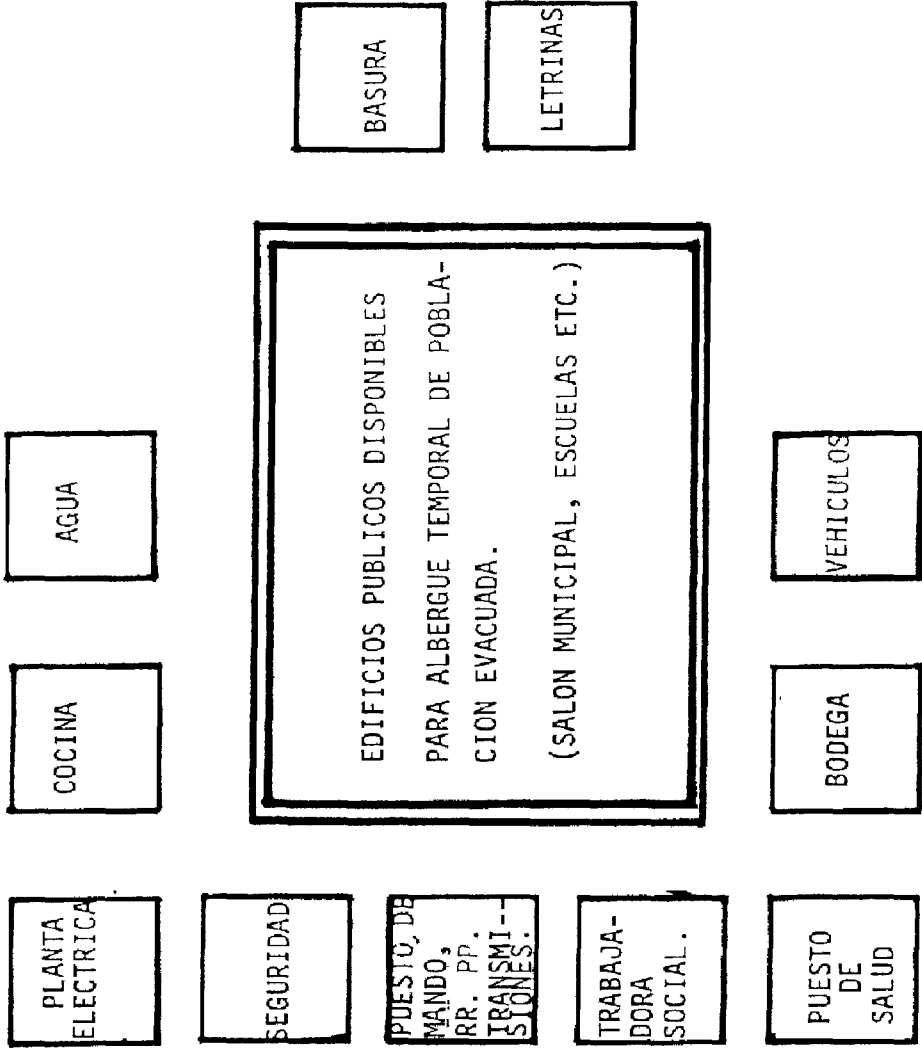 PLANTA
ELECTRICA
COCINA
AGUA
SEGURIDAD
PUESTO DE
MANDO,
RR. PP.
TRANSMI--
SIONES.
TRABAJA-
DORA
SOCIAL.
EDIFICIOS PUBLICOS DISPONIBLES
PARA ALBERGUE TEMPORAL DE POBLA-
CION EVACUADA.
(SALON MUNICIPAL, ESCUELAS ETC.)
BASURA
LETRINAS
PUESTO
DE
SALUD
BODEGA
VEHICULOS